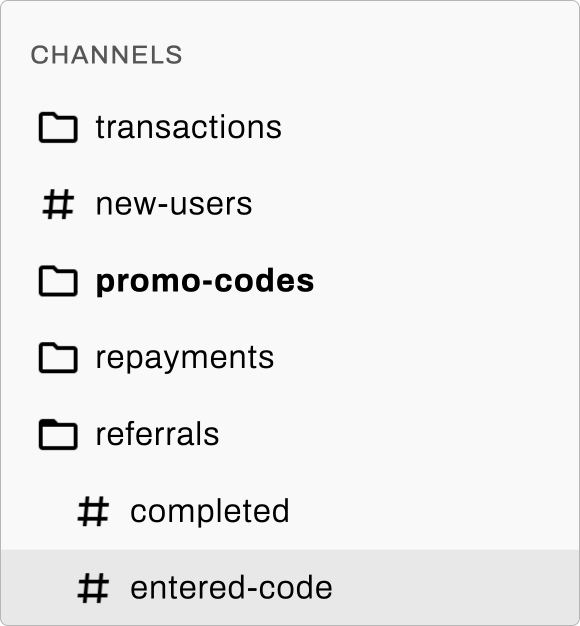 CHANNELS
transactions
# new-users
promo-codes
repayments
referrals
# completed
# entered-code